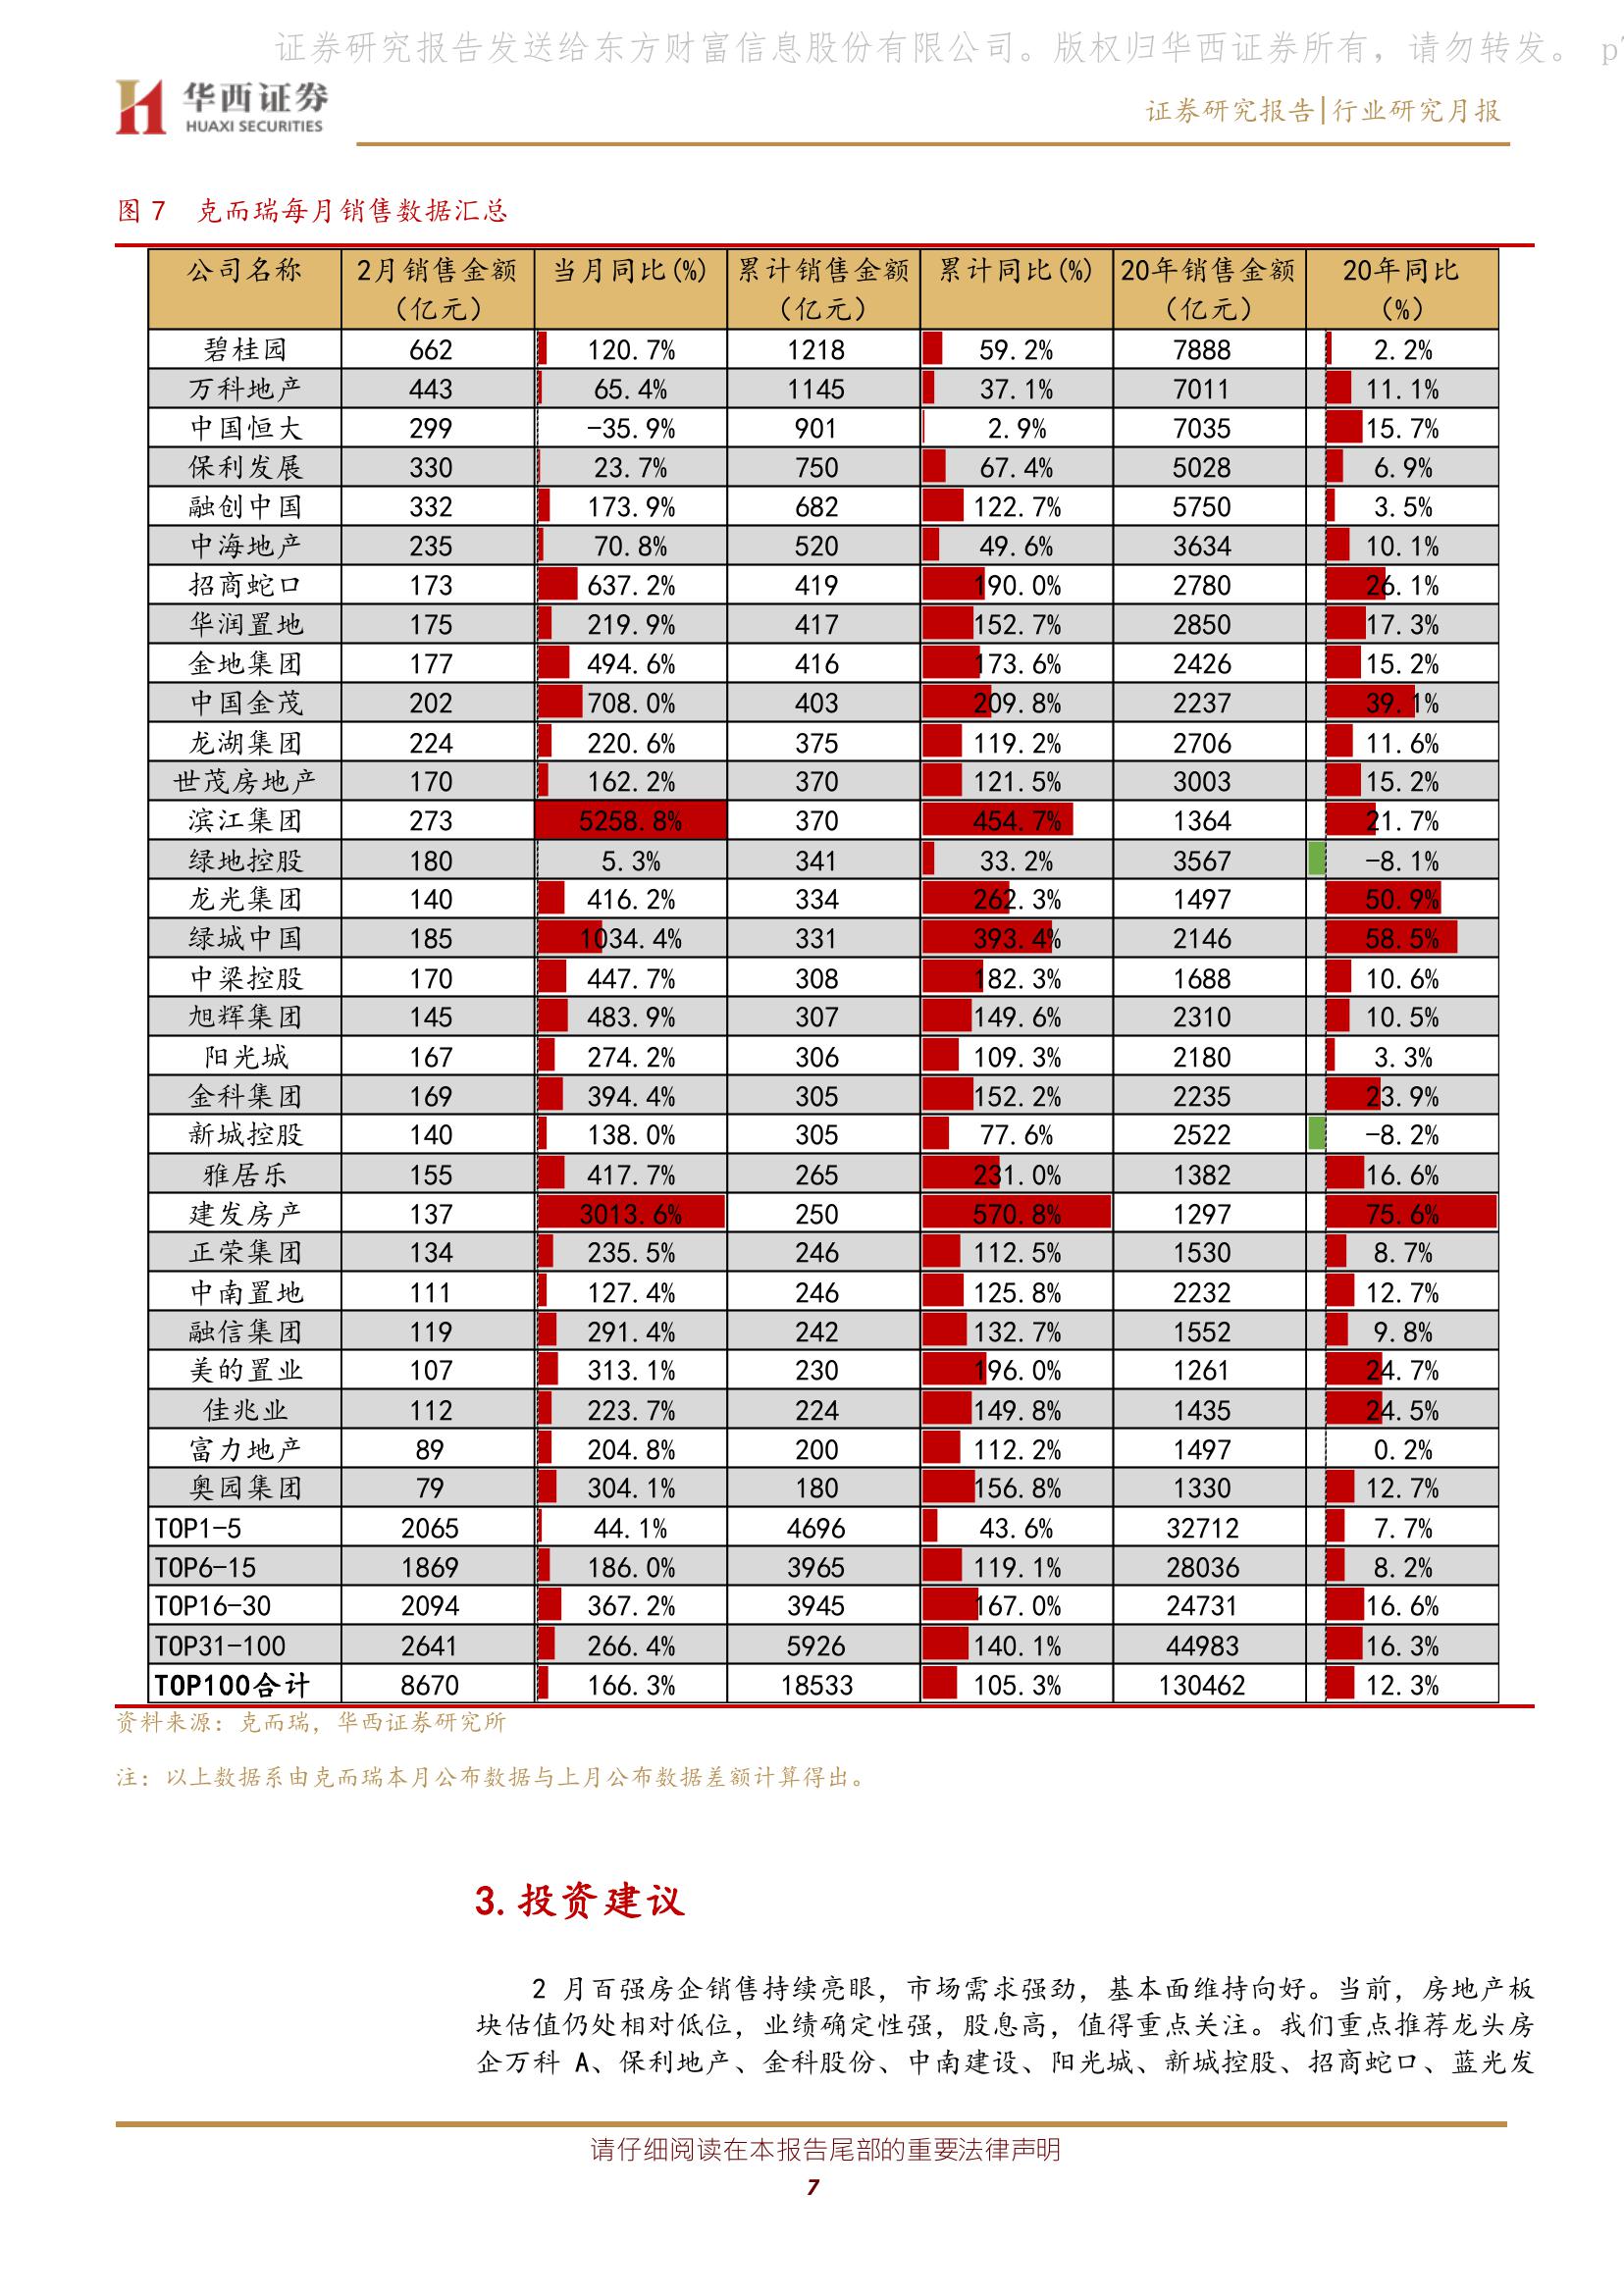 证券研究报告发送给东方财富信息股份有限公司。版权归华西证券所有，请勿转发。 p
华西证券
HUAXI SECURITIES
证券研究报告|行业研究月报
图 7 克而瑞每月销售数据汇总
公司名称 2月销售金额（亿元） 当月同比(%) 累计销售金额（亿元） 累计同比(%) 20年销售金额（亿元） 20年同比(%)
碧桂园 662 120.7% 1218 59.2% 7888 2.2%
万科地产 443 65.4% 1145 37.1% 7011 11.1%
中国恒大 299 -35.9% 901 2.9% 7035 15.7%
保利发展 330 23.7% 750 67.4% 5028 6.9%
融创中国 332 173.9% 682 122.7% 5750 3.5%
中海地产 235 70.8% 520 49.6% 3634 10.1%
招商蛇口 173 637.2% 419 190.0% 2780 26.1%
华润置地 175 219.9% 417 152.7% 2850 17.3%
金地集团 177 494.6% 416 173.6% 2426 15.2%
中国金茂 202 708.0% 403 209.8% 2237 39.1%
龙湖集团 224 220.6% 375 119.2% 2706 11.6%
世茂房地产 170 162.2% 370 121.5% 3003 15.2%
滨江集团 273 5258.8% 370 454.7% 1364 21.7%
绿地控股 180 5.3% 341 33.2% 3567 -8.1%
龙光集团 140 416.2% 334 262.3% 1497 50.9%
绿城中国 185 1034.4% 331 393.4% 2146 58.5%
中梁控股 170 447.7% 308 182.3% 1688 10.6%
旭辉集团 145 483.9% 307 149.6% 2310 10.5%
阳光城 167 274.2% 306 109.3% 2180 3.3%
金科集团 169 394.4% 305 152.2% 2235 23.9%
新城控股 140 138.0% 305 77.6% 2522 -8.2%
雅居乐 155 417.7% 265 231.0% 1382 16.6%
建发房产 137 3013.6% 250 570.8% 1297 75.6%
正荣集团 134 235.5% 246 112.5% 1530 8.7%
中南置地 111 127.4% 246 125.8% 2232 12.7%
融信集团 119 291.4% 242 132.7% 1552 9.8%
美的置业 107 313.1% 230 196.0% 1261 24.7%
佳兆业 112 223.7% 224 149.8% 1435 24.5%
富力地产 89 204.8% 200 112.2% 1497 0.2%
奥园集团 79 304.1% 180 156.8% 1330 12.7%
TOP1-5 2065 44.1% 4696 43.6% 32712 7.7%
TOP6-15 1869 186.0% 3965 119.1% 28036 8.2%
TOP16-30 2094 367.2% 3945 167.0% 24731 16.6%
TOP31-100 2641 266.4% 5926 140.1% 44983 16.3%
TOP100合计 8670 166.3% 18533 105.3% 130462 12.3%
资料来源：克而瑞，华西证券研究所
注：以上数据系由克而瑞本月公布数据与上月公布数据差额计算得出。
3.投资建议
2 月百强房企销售持续亮眼，市场需求强劲，基本面维持向好。当前，房地产板
块估值仍处相对低位，业绩确定性强，股息高，值得重点关注。我们重点推荐龙头房
企万科 A、保利地产、金科股份、中南建设、阳光城、新城控股、招商蛇口、蓝光发
请仔细阅读在本报告尾部的重要法律声明
7